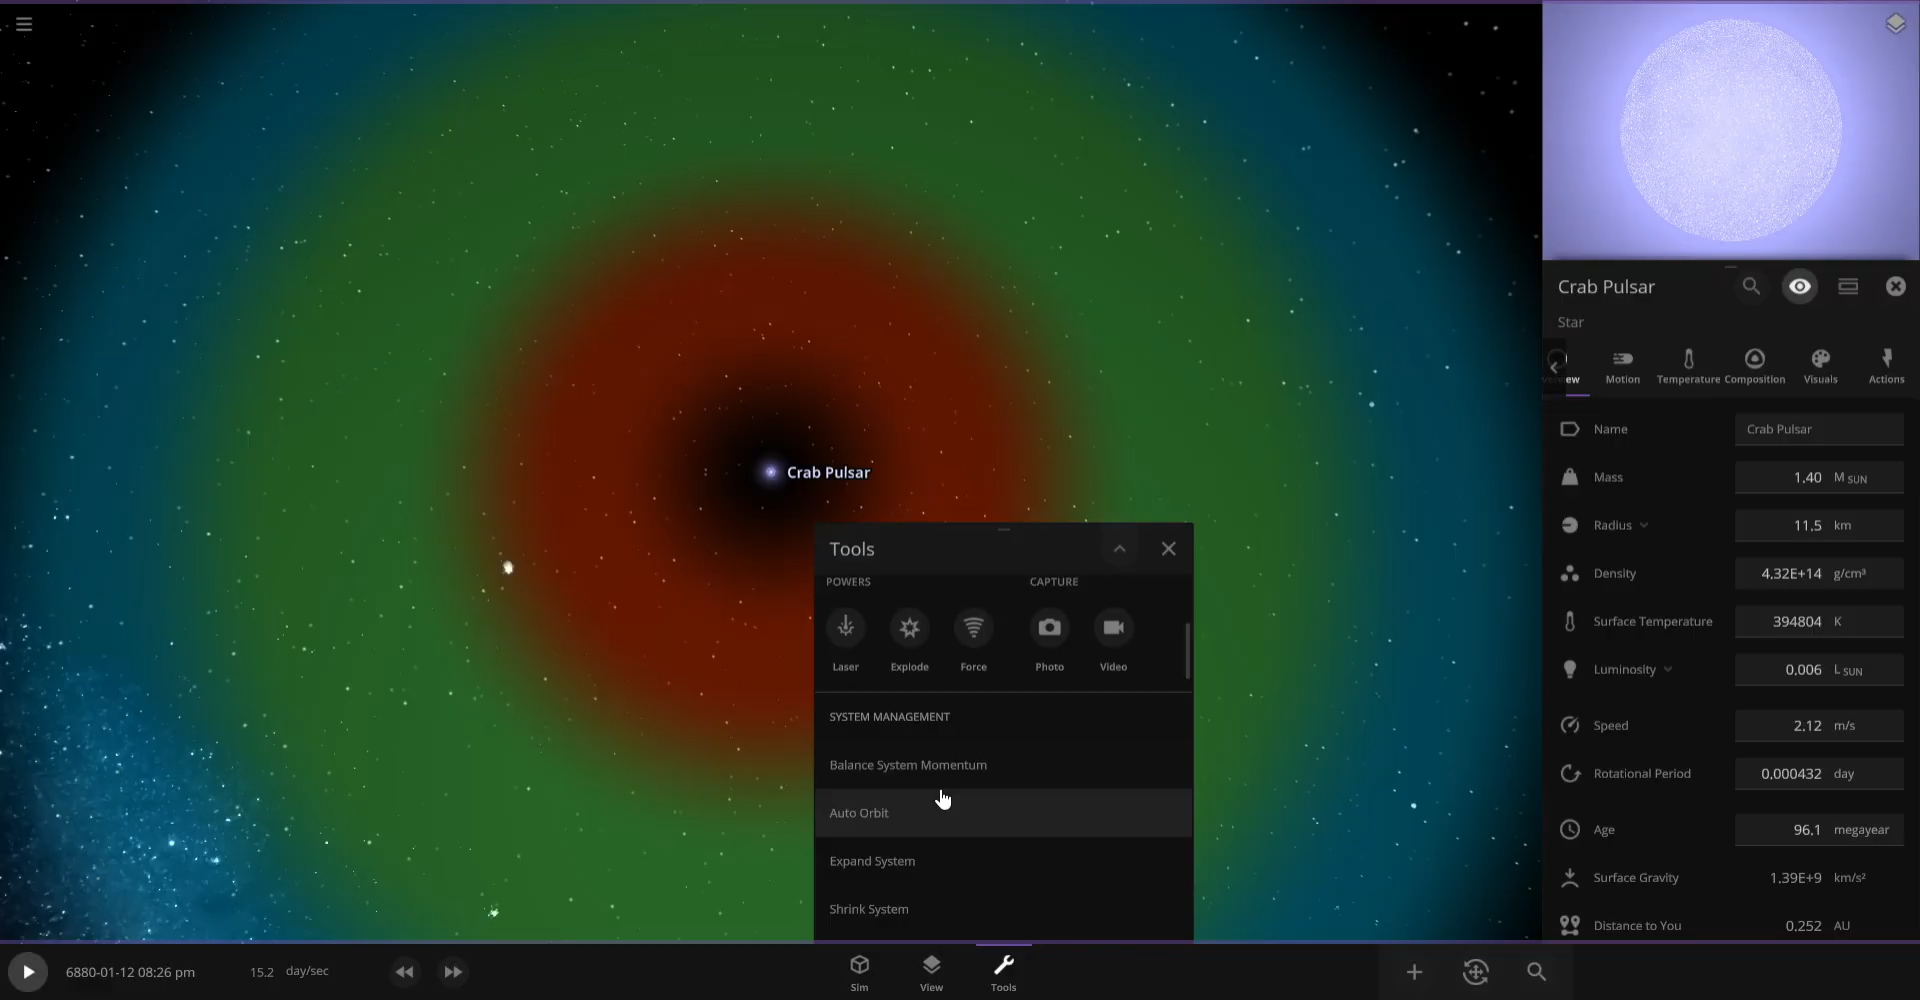 Crab Pulsar
Tools
POWERS
CAPTURE
Laser
Explode
Force
Photo
Video
SYSTEM MANAGEMENT
Balance System Momentum
Auto Orbit
Expand System
Shrink System
Crab Pulsar
Star
Motion
Temperature
Composition
Visuals
Actions
Name Crab Pulsar
Mass 1.40 M SUN
Radius 11.5 km
Density 4.32E+14 g/cm³
Surface Temperature 394804 K
Luminosity 0.006 L SUN
Speed 2.12 m/s
Rotational Period 0.000432 day
Age 96.1 megayear
Surface Gravity 1.39E+9 km/s²
Distance to You 0.252 AU
6880-01-12 08:26 pm
15.2 day/sec
Sim
View
Tools